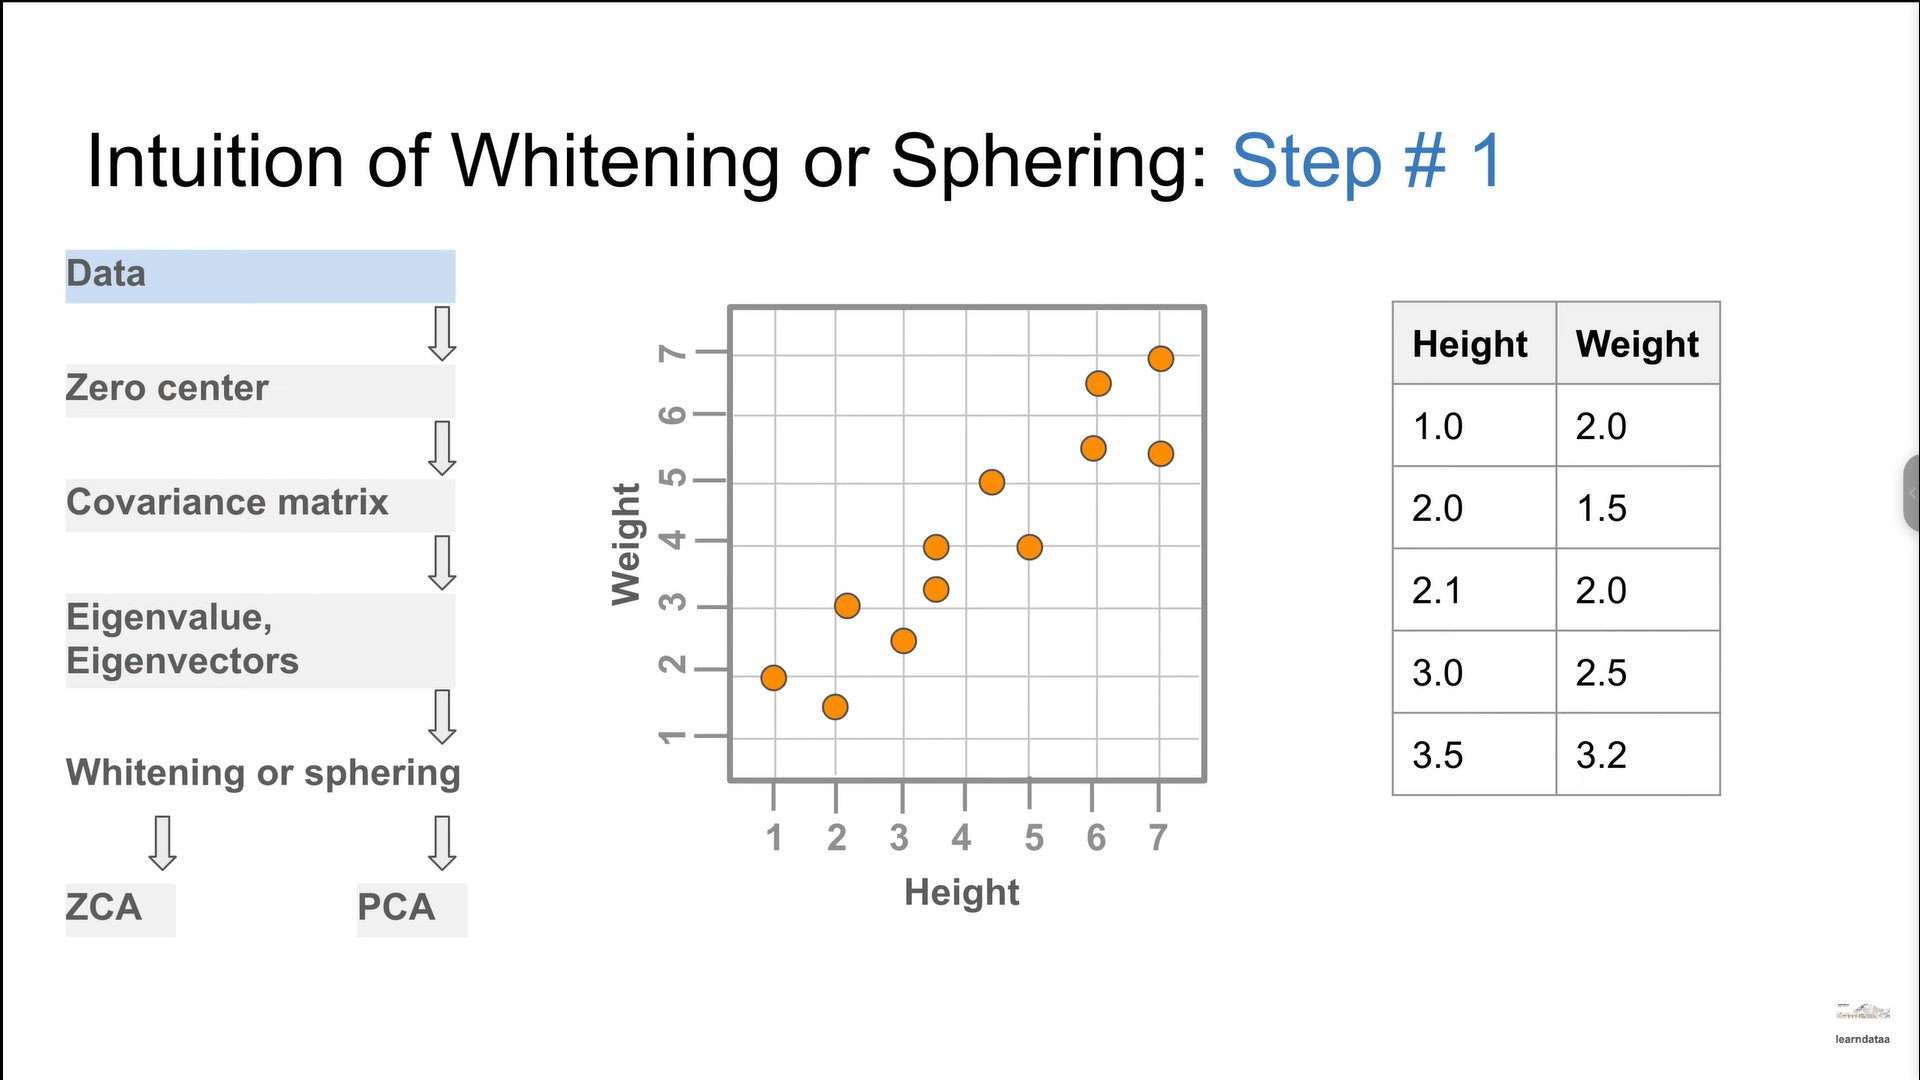 Intuition of Whitening or Sphering: Step # 1
Data
Zero center
Covariance matrix
Eigenvalue,
Eigenvectors
Whitening or sphering
ZCA PCA
Weight
7
6
5
4
3
2
1
1 2 3 4 5 6 7
Height
Height Weight
1.0 2.0
2.0 1.5
2.1 2.0
3.0 2.5
3.5 3.2
learndataa